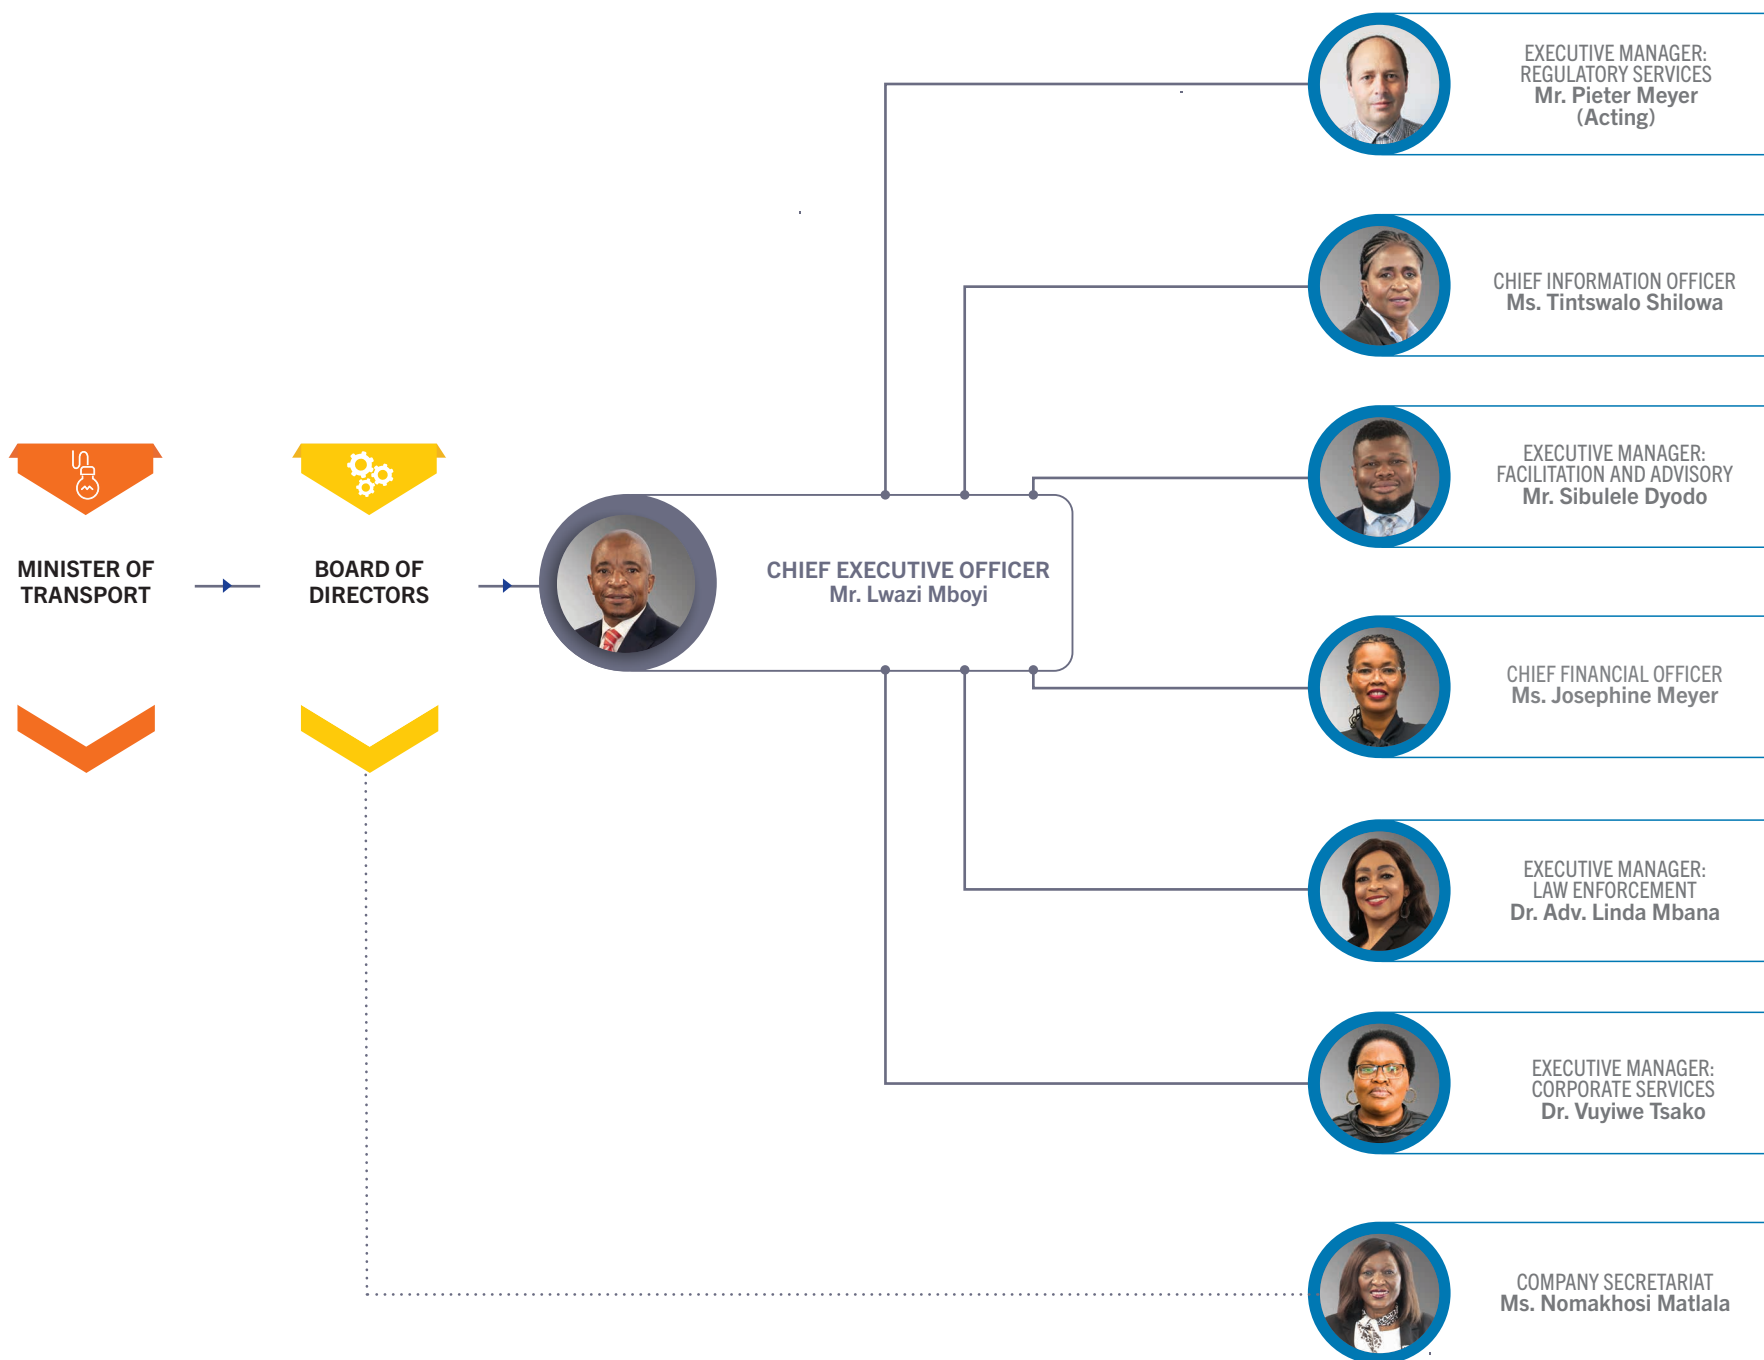 MINISTER OF
TRANSPORT
BOARD OF
DIRECTORS
CHIEF EXECUTIVE OFFICER
Mr. Lwazi Mboyi
EXECUTIVE MANAGER:
REGULATORY SERVICES
Mr. Pieter Meyer
(Acting)
CHIEF INFORMATION OFFICER
Ms. Tintswalo Shilowa
EXECUTIVE MANAGER:
FACILITATION AND ADVISORY
Mr. Sibulele Dyodo
CHIEF FINANCIAL OFFICER
Ms. Josephine Meyer
EXECUTIVE MANAGER:
LAW ENFORCEMENT
Dr. Adv. Linda Mbana
EXECUTIVE MANAGER:
CORPORATE SERVICES
Dr. Vuyiwe Tsako
COMPANY SECRETARIAT
Ms. Nomakhosi Matlala